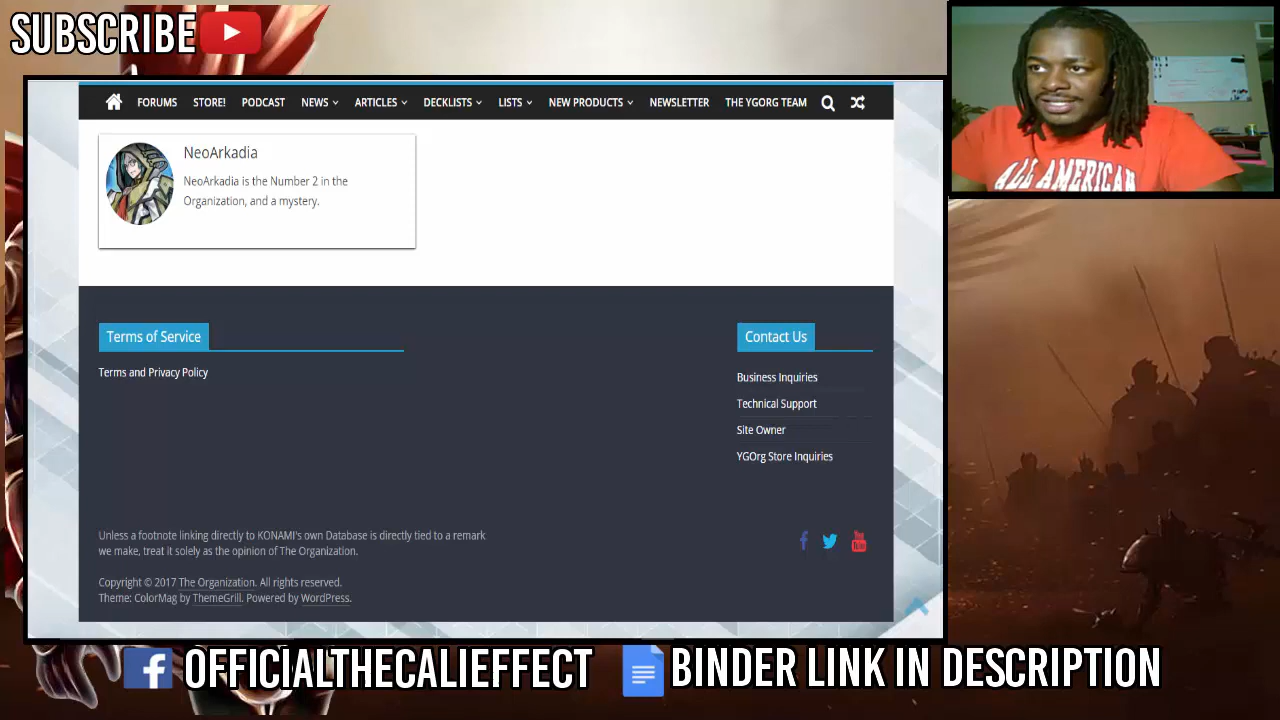 SUBSCRIBE
FORUMS STORE! PODCAST NEWS ARTICLES DECKLISTS LISTS NEW PRODUCTS NEWSLETTER THE YGORG TEAM
NeoArkadia
NeoArkadia is the Number 2 in the
Organization, and a mystery.
ALL AMERICAN
Terms of Service
Terms and Privacy Policy
Contact Us
Business Inquiries
Technical Support
Site Owner
YGOrg Store Inquiries
Unless a footnote linking directly to KONAMI's own Database is directly tied to a remark
we make, treat it solely as the opinion of The Organization.
Copyright © 2017 The Organization. All rights reserved.
Theme: ColorMag by ThemeGrill. Powered by WordPress.
You
Tube
OFFICIALTHECALIEFFECT
BINDER LINK IN DESCRIPTION